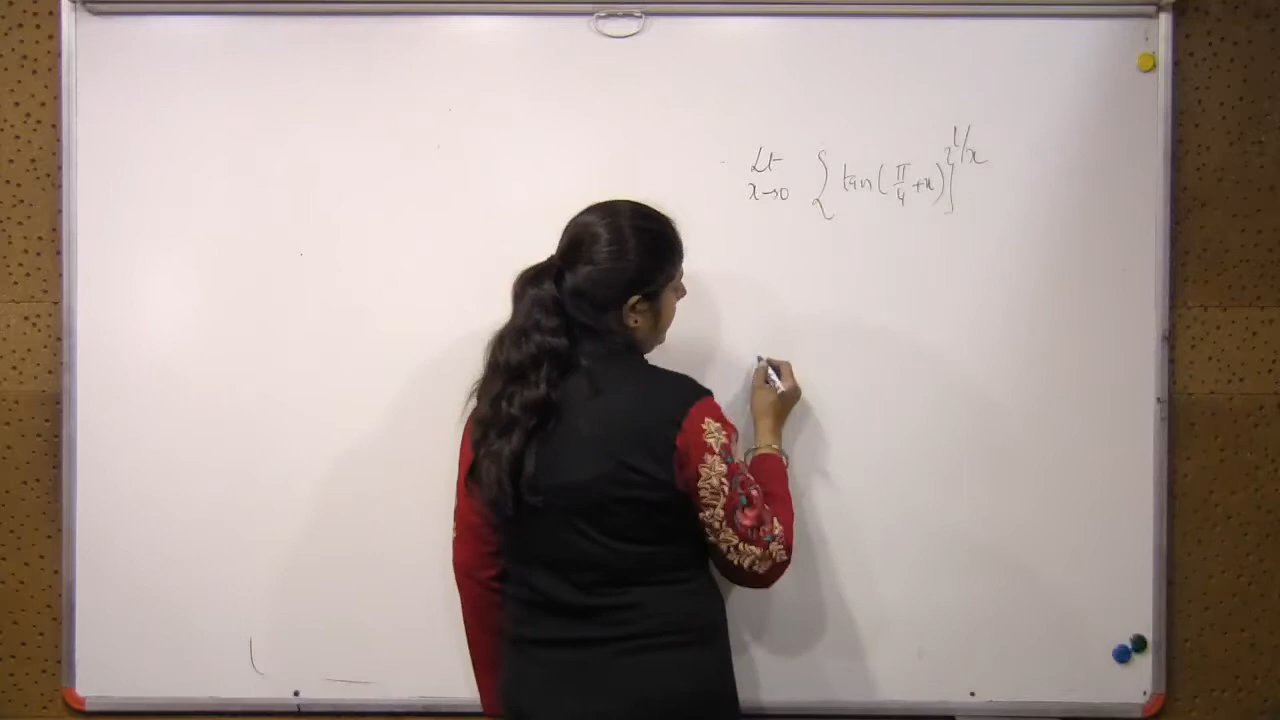 Lt x→0 { tan(π/4 + x) }^1/x